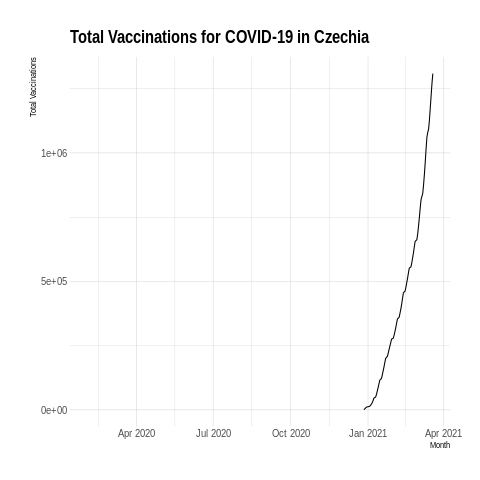 Total Vaccinations for COVID-19 in Czechia
Total Vaccinations
1e+06
5e+05
0e+00
Apr 2020 Jul 2020 Oct 2020 Jan 2021 Apr 2021
Month